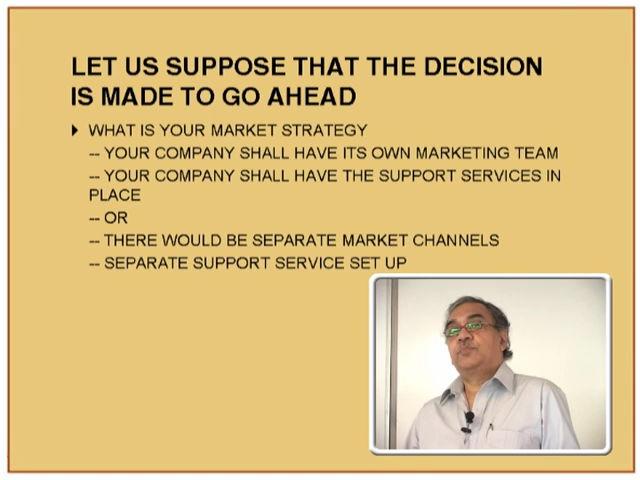 LET US SUPPOSE THAT THE DECISION
IS MADE TO GO AHEAD
WHAT IS YOUR MARKET STRATEGY
-- YOUR COMPANY SHALL HAVE ITS OWN MARKETING TEAM
-- YOUR COMPANY SHALL HAVE THE SUPPORT SERVICES IN
PLACE
-- OR
-- THERE WOULD BE SEPARATE MARKET CHANNELS
-- SEPARATE SUPPORT SERVICE SET UP